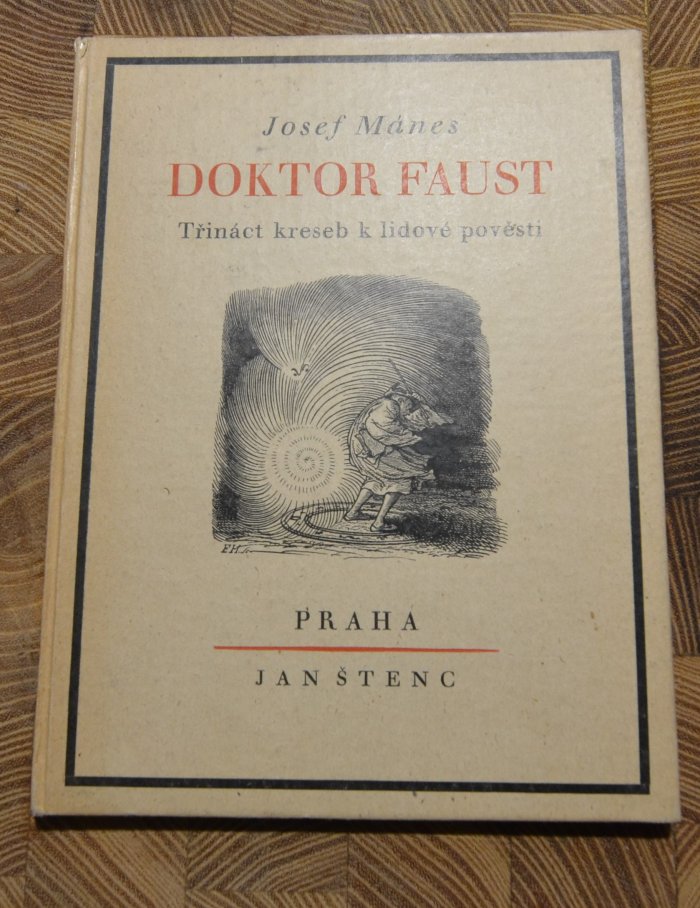 Josef Mánes
DOKTOR FAUST
Třináct kreseb k lidové pověsti
PRAHA
JAN ŠTENC